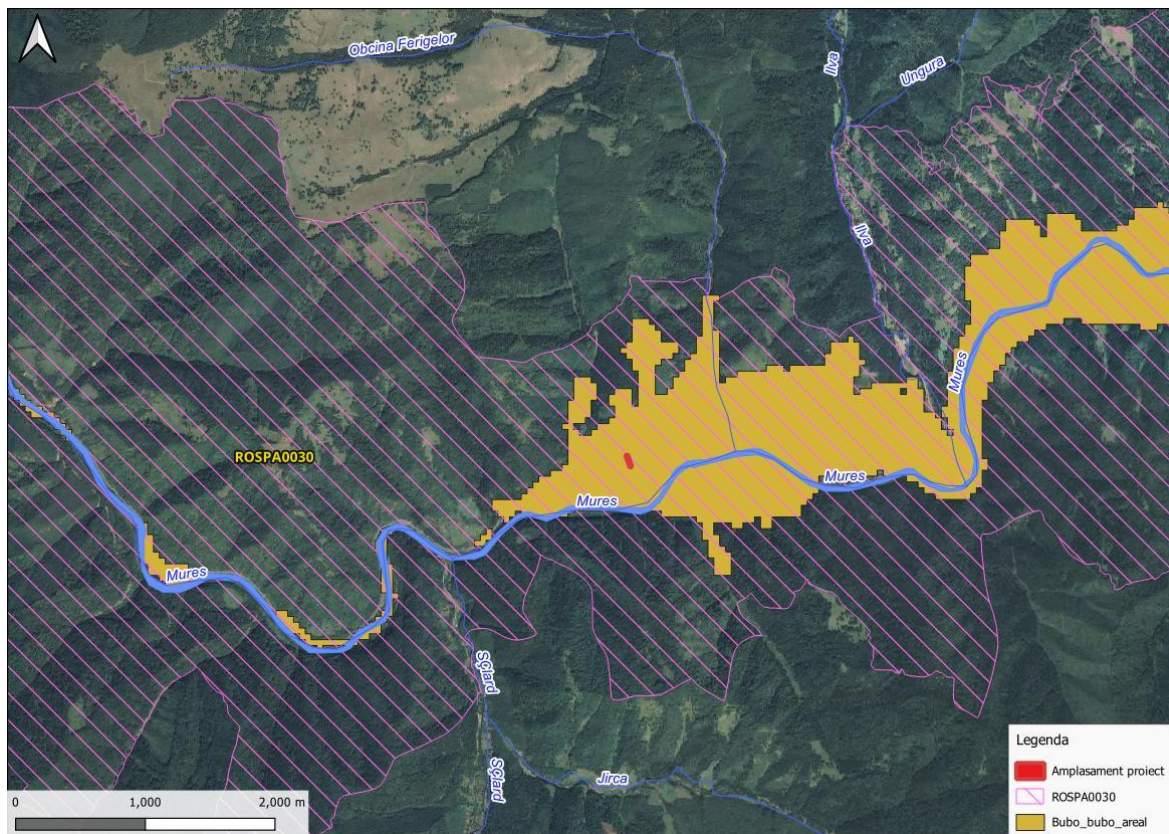 Obcina Ferigelor
Ilva
Ungura
Ilva
Mures
ROSPA0030
Mures
Mures
Mures
Sçlard
Sçlard
Jirca
0 1,000 2,000 m
Legenda
Amplasament proiect
ROSPA0030
Bubo_bubo_areal